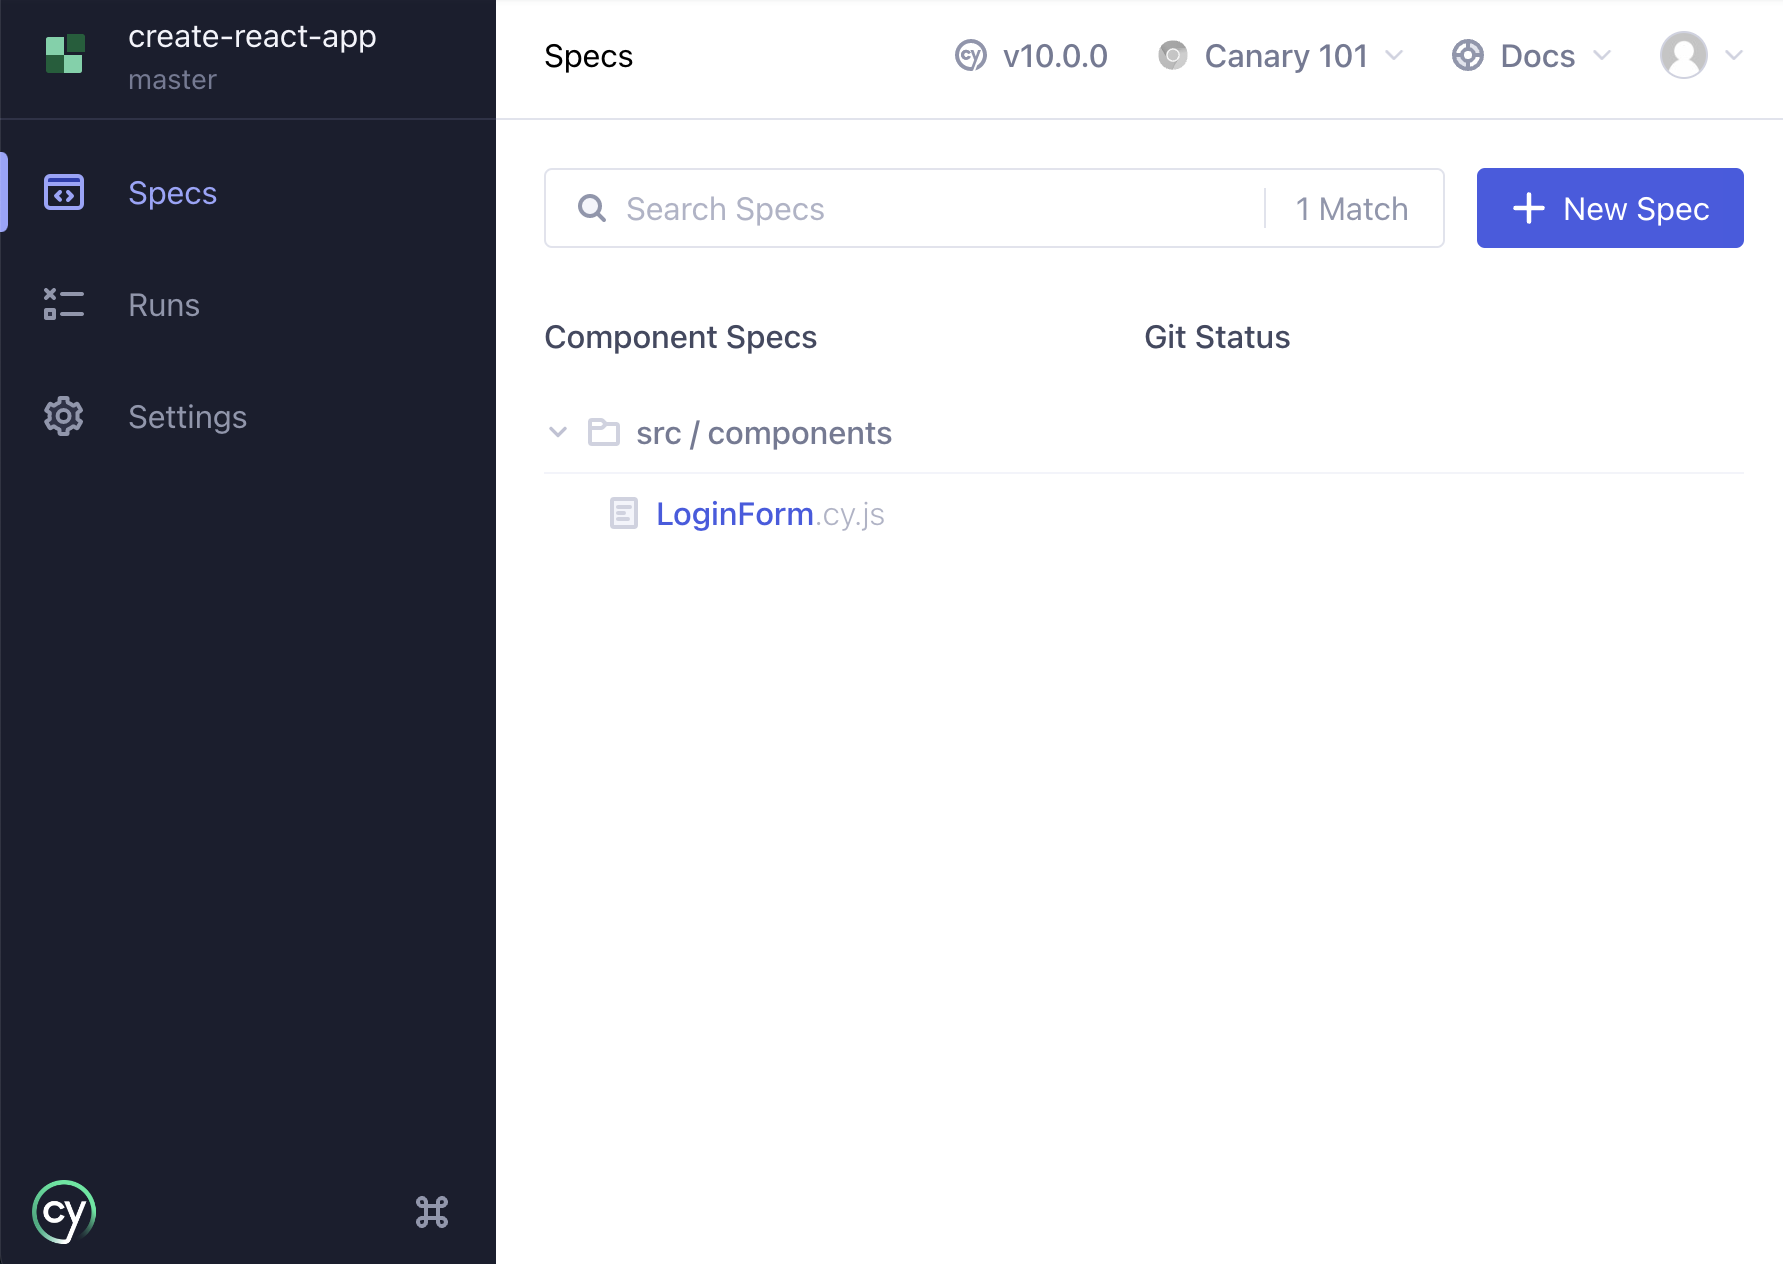 create-react-app
master
Specs
Runs
Settings
cy
Specs
cy v10.0.0
Canary 101
Docs
Search Specs
1 Match
New Spec
Component Specs
Git Status
src / components
LoginForm.cy.js